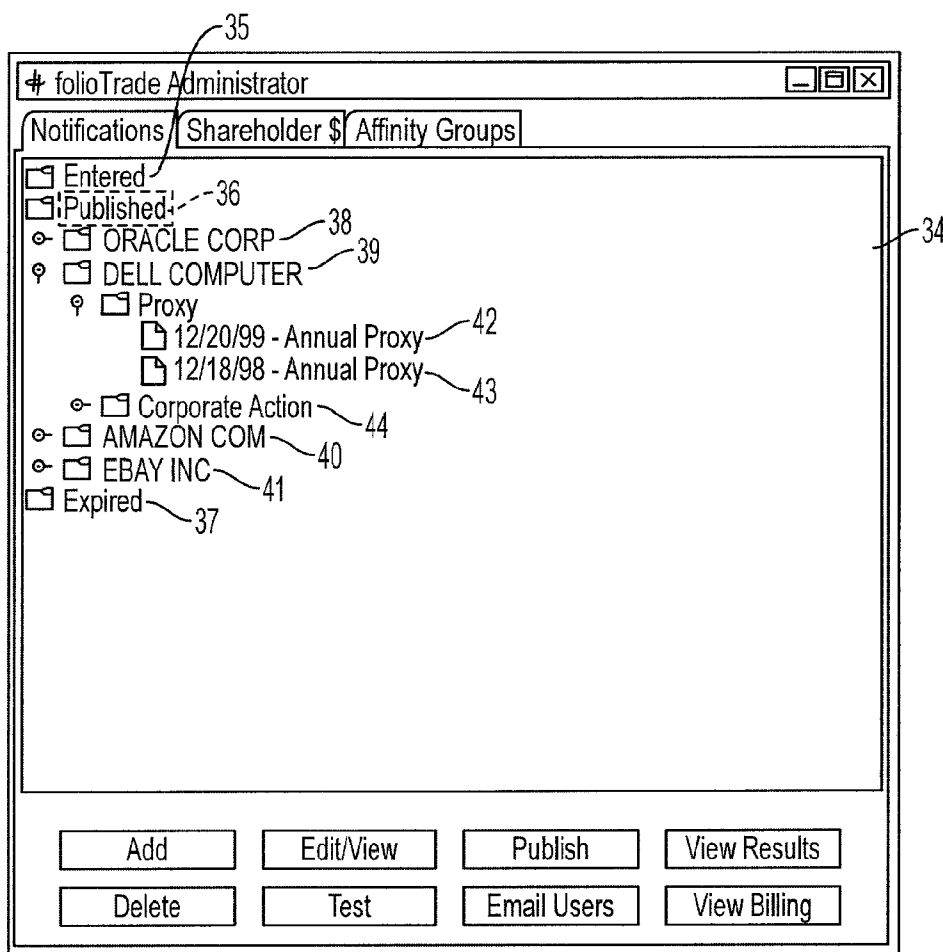 35
folioTrade Administrator
Notifications Shareholder $ Affinity Groups
Entered
Published 36
ORACLE CORP 38
34
DELL COMPUTER 39
Proxy
12/20/99 - Annual Proxy 42
12/18/98 - Annual Proxy 43
Corporate Action 44
AMAZON COM 40
EBAY INC 41
Expired 37
Add Edit/View Publish View Results
Delete Test Email Users View Billing